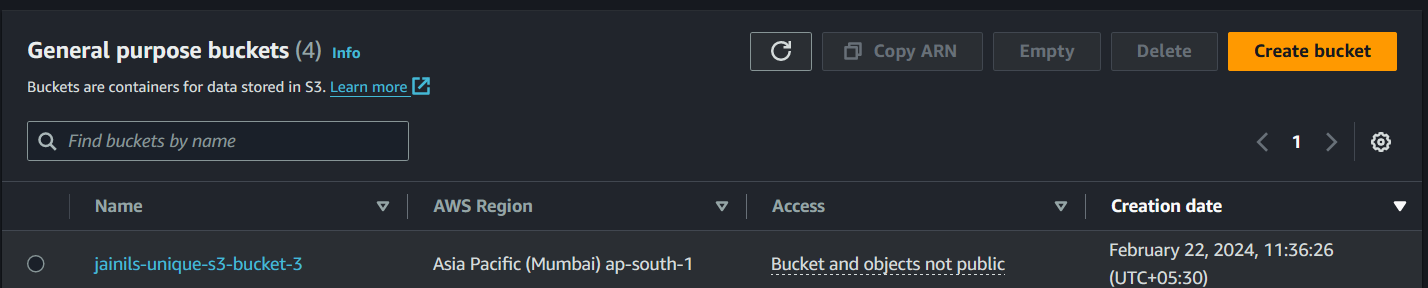 General purpose buckets (4) Info
Copy ARN
Empty
Delete
Create bucket
Buckets are containers for data stored in S3. Learn more
Find buckets by name
1
Name
AWS Region
Access
Creation date
jainils-unique-s3-bucket-3
Asia Pacific (Mumbai) ap-south-1
Bucket and objects not public
February 22, 2024, 11:36:26
(UTC+05:30)